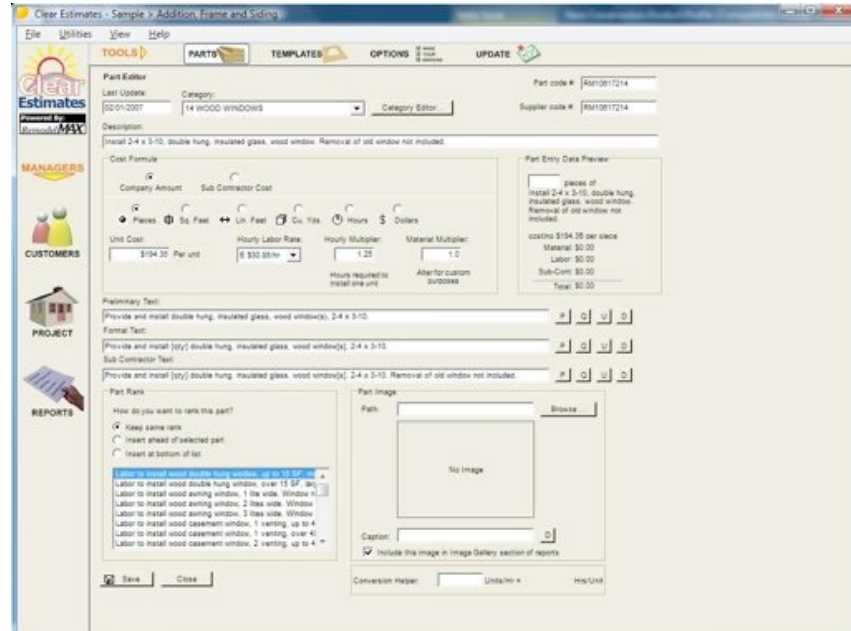 Clear Estimates - Sample > Addition, Frame and Siding
File Utilities View Help
TOOLS PARTS TEMPLATES OPTIONS UPDATE
Clear
Estimates
Powered By:
RemodelMAX
MANAGERS
CUSTOMERS
PROJECT
REPORTS
Part Editor
Last Update: Category: Part code #: RM10617214
02/01/2007 14 WOOD WINDOWS Category Editor... Supplier code #: RM10617214
Description:
Install 2-4 x 3-10, double hung, insulated glass, wood window. Removal of old window not included.
Cost Formula
Company Amount Sub Contractor Cost
Pieces Sq. Feet Lin. Feet Cu. Yds. Hours Dollars
Unit Cost: Hourly Labor Rate: Hourly Multiplier: Material Multiplier:
$194.35 Per unit E $30.85/hr 1.25 1.0
Hours required to
install one unit
Alter for custom
purposes
Part Entry Data Preview
pieces of
Install 2-4 x 3-10, double hung,
insulated glass, wood window.
Removal of old window not
included.
costing $194.35 per piece
Material: $0.00
Labor: $0.00
Sub-Cont: $0.00
Total: $0.00
Preliminary Text:
Provide and install double hung, insulated glass, wood window(s), 2-4 x 3-10.
P Q U D
Formal Text:
Provide and install [qty] double hung, insulated glass, wood window[s], 2-4 x 3-10.
P Q U D
Sub Contractor Text:
Provide and install [qty] double hung, insulated glass, wood window[s], 2-4 x 3-10. Removal of old window not included.
P Q U D
Part Rank
How do you want to rank this part?
Keep same rank
Insert ahead of selected part
Insert at bottom of list
Labor to install wood double hung window, up to 15 SF,
Labor to install wood double hung window, over 15 SF,
Labor to install wood awning window, 1 lite wide. Window
Labor to install wood awning window, 2 lites wide. Window
Labor to install wood awning window, 3 lites wide. Window
Labor to install wood casement window, 1 venting, up to 4
Labor to install wood casement window, 1 venting, over 4
Labor to install wood casement window, 2 venting, up to 4
Part Image
Path: Browse...
No Image
Caption: D
Include this image in Image Gallery section of reports
Save Close
Conversion Helper: Units/Hr = Hrs/Unit